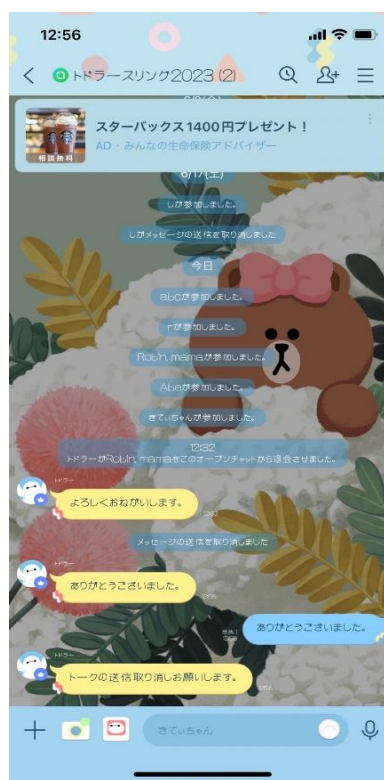 12:56
トドラースリング2023 (2)
スターバックス1400円プレゼント!
AD・みんなの生命保険アドバイザー
相談無料
6/17(土)
しが参加しました。
しがメッセージの送信を取り消しました
今日
abcが参加しました。
rが参加しました。
Rob1n, mamaが参加しました。
Abeが参加しました。
きてぃちゃんが参加しました。
12:32
トドラーがRob1n, mamaをこのオープンチャットから退会させました。
トドラー
よろしくおねがいします。
メッセージの送信を取り消しました
トドラー
ありがとうございました。
ありがとうございました。
トドラー
トークの送信取り消しお願いします。
きてぃちゃん